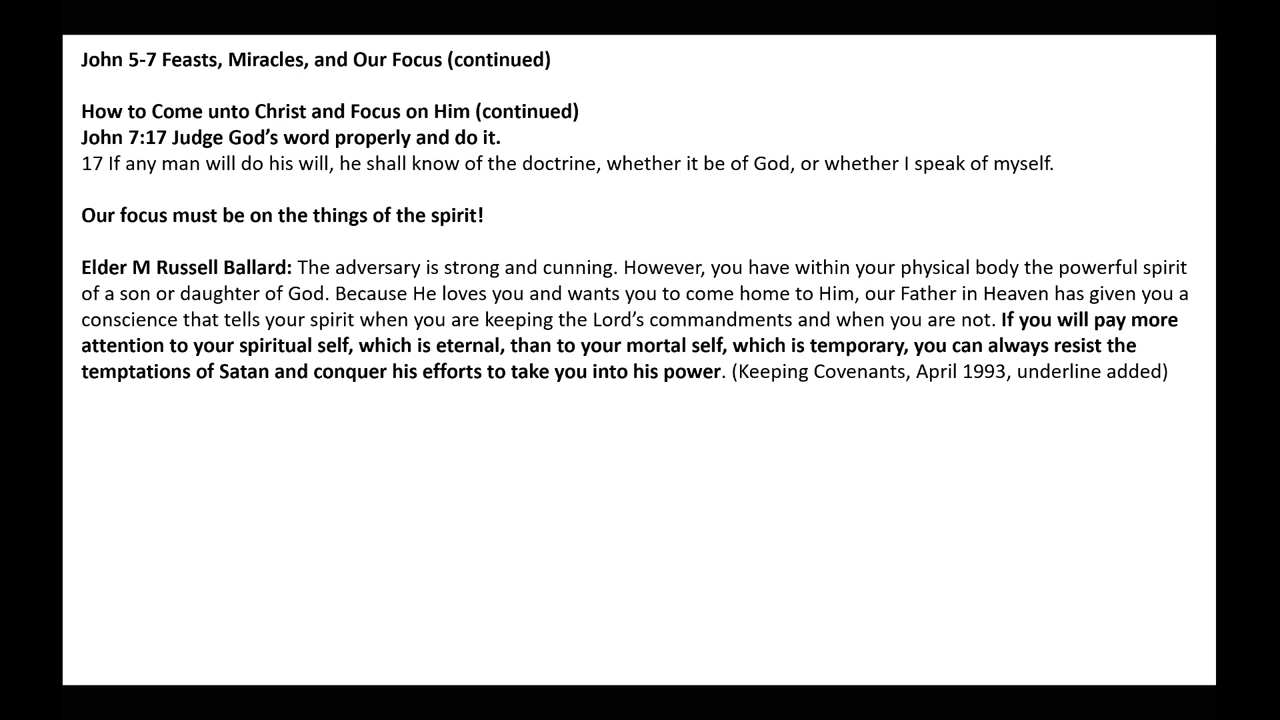 John 5-7 Feasts, Miracles, and Our Focus (continued)
How to Come unto Christ and Focus on Him (continued)
John 7:17 Judge God’s word properly and do it.
17 If any man will do his will, he shall know of the doctrine, whether it be of God, or whether I speak of myself.
Our focus must be on the things of the spirit!
Elder M Russell Ballard: The adversary is strong and cunning. However, you have within your physical body the powerful spirit
of a son or daughter of God. Because He loves you and wants you to come home to Him, our Father in Heaven has given you a
conscience that tells your spirit when you are keeping the Lord’s commandments and when you are not. If you will pay more
attention to your spiritual self, which is eternal, than to your mortal self, which is temporary, you can always resist the
temptations of Satan and conquer his efforts to take you into his power. (Keeping Covenants, April 1993, underline added)